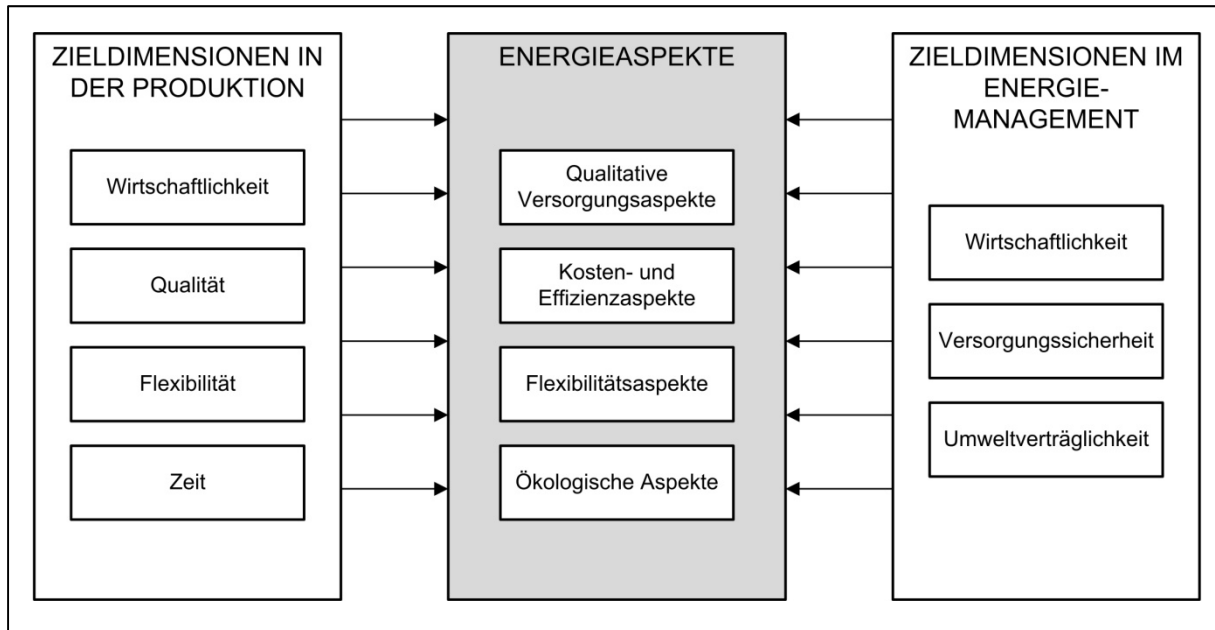 ZIELDIMENSIONEN IN
DER PRODUKTION
Wirtschaftlichkeit
Qualität
Flexibilität
Zeit
ENERGIEASPEKTE
Qualitative
Versorgungsaspekte
Kosten- und
Effizienzaspekte
Flexibilitätsaspekte
Ökologische Aspekte
ZIELDIMENSIONEN IM
ENERGIE-
MANAGEMENT
Wirtschaftlichkeit
Versorgungssicherheit
Umweltverträglichkeit